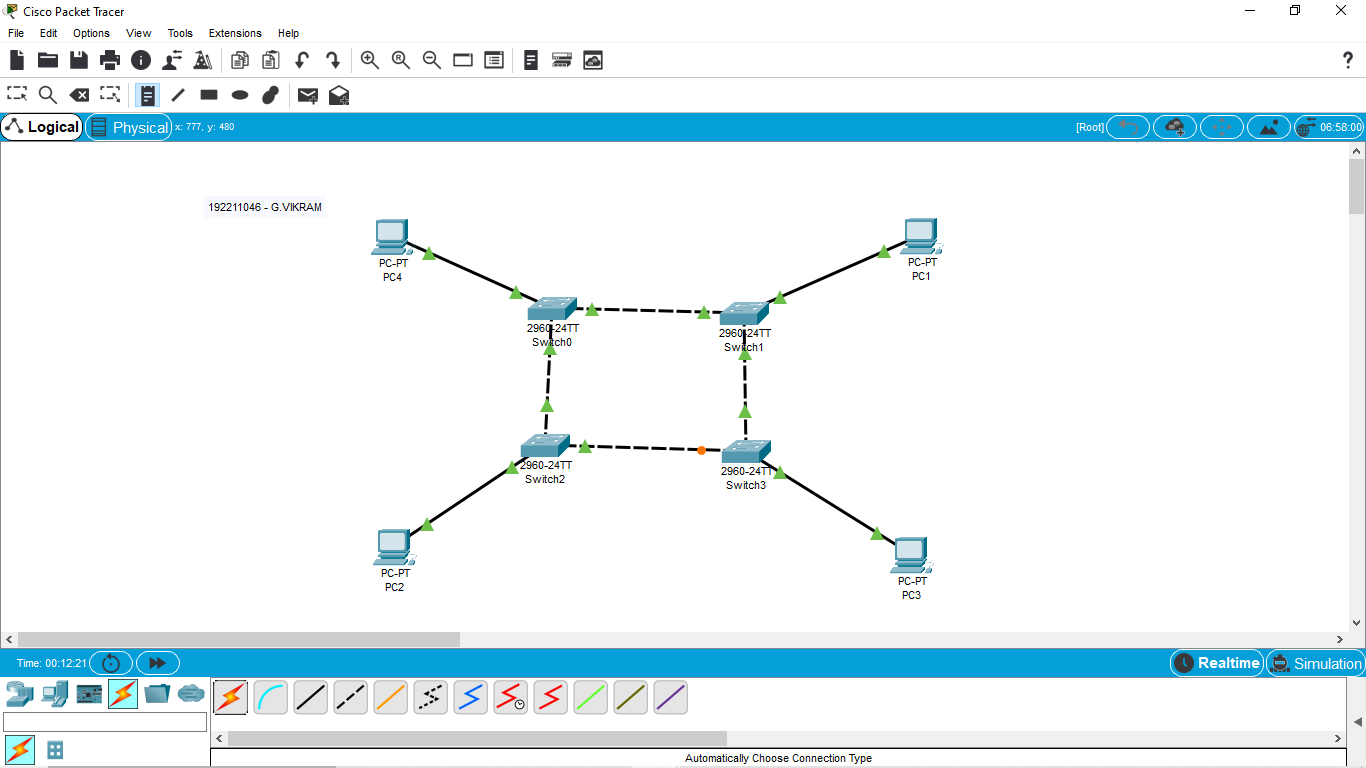 Cisco Packet Tracer
File Edit Options View Tools Extensions Help
?
Logical Physical x: 777, y: 480 [Root] 06:58:00
192211046 - G.VIKRAM
PC-PT
PC4
PC-PT
PC1
2960-24TT
Switch0
2960-24TT
Switch1
2960-24TT
Switch2
2960-24TT
Switch3
PC-PT
PC2
PC-PT
PC3
Time: 00:12:21 Realtime Simulation
Automatically Choose Connection Type